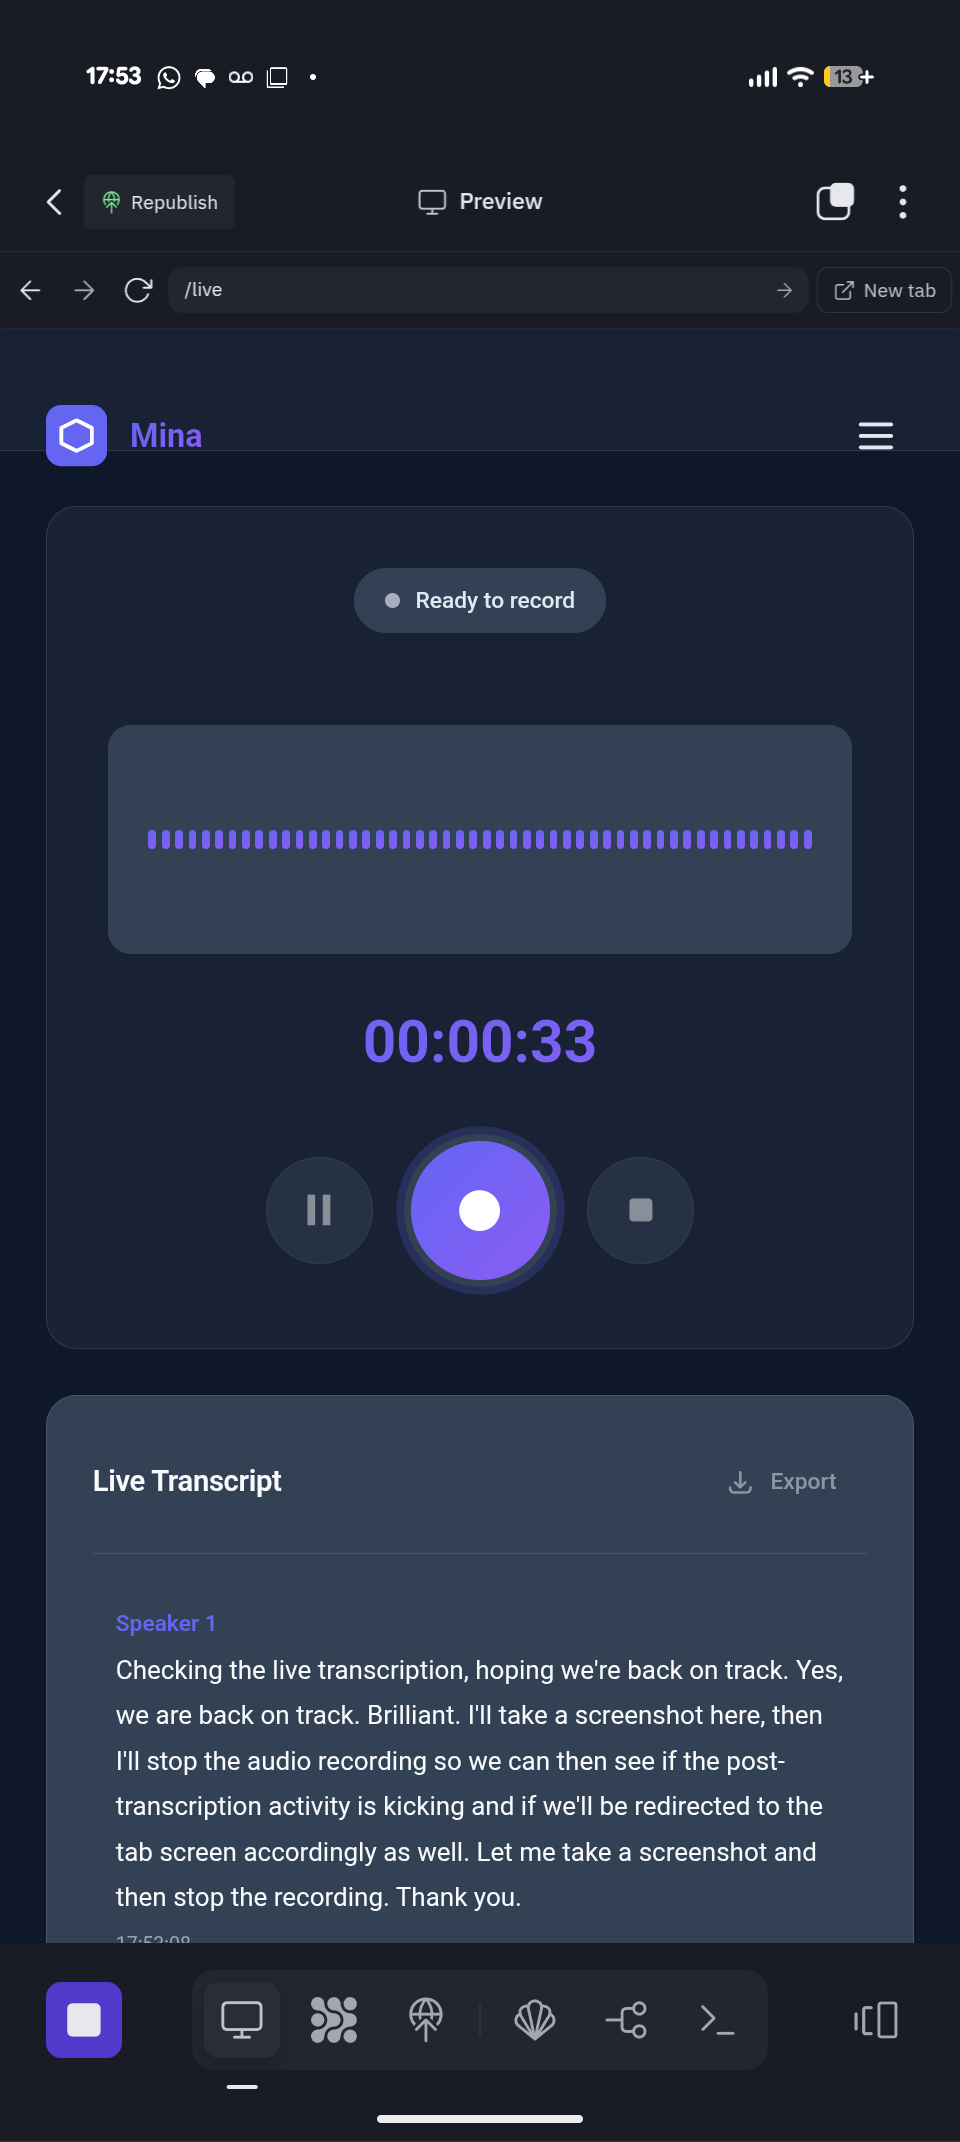 17:53
13+
Republish
Preview
/live
New tab
Mina
Ready to record
00:00:33
Live Transcript
Export
Speaker 1
Checking the live transcription, hoping we're back on track. Yes,
we are back on track. Brilliant. I'll take a screenshot here, then
I'll stop the audio recording so we can then see if the post-
transcription activity is kicking and if we'll be redirected to the
tab screen accordingly as well. Let me take a screenshot and
then stop the recording. Thank you.
17:53:08